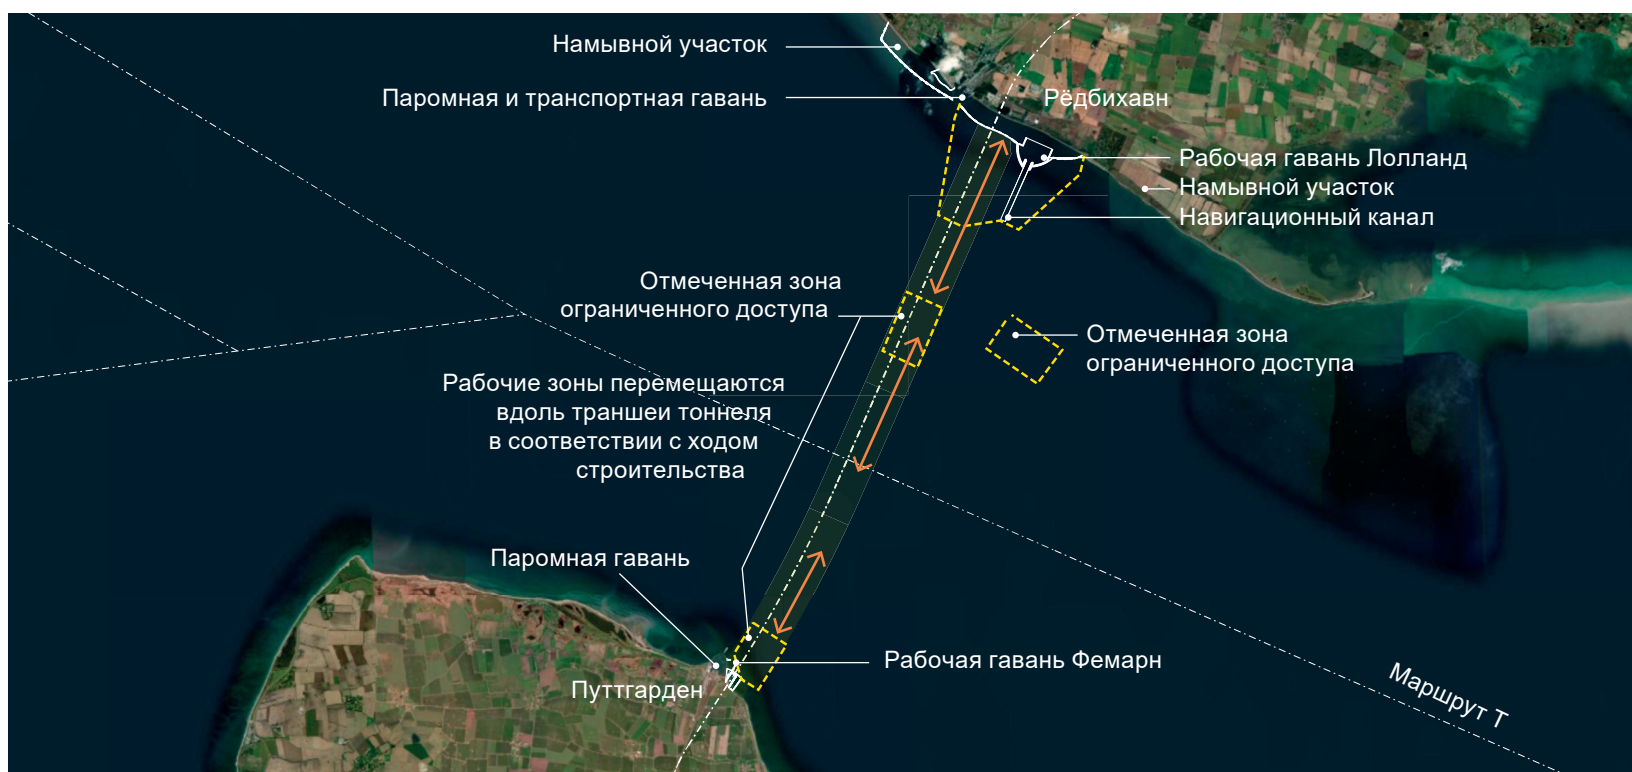 Намывной участок
Паромная и транспортная гавань
Рёдбихавн
Рабочая гавань Лолланд
Намывной участок
Навигационный канал
Отмеченная зона
ограниченного доступа
Отмеченная зона
ограниченного доступа
Рабочие зоны перемещаются
вдоль траншеи тоннеля
в соответствии с ходом
строительства
Паромная гавань
Рабочая гавань Фемарн
Путтгарден
Маршрут Т